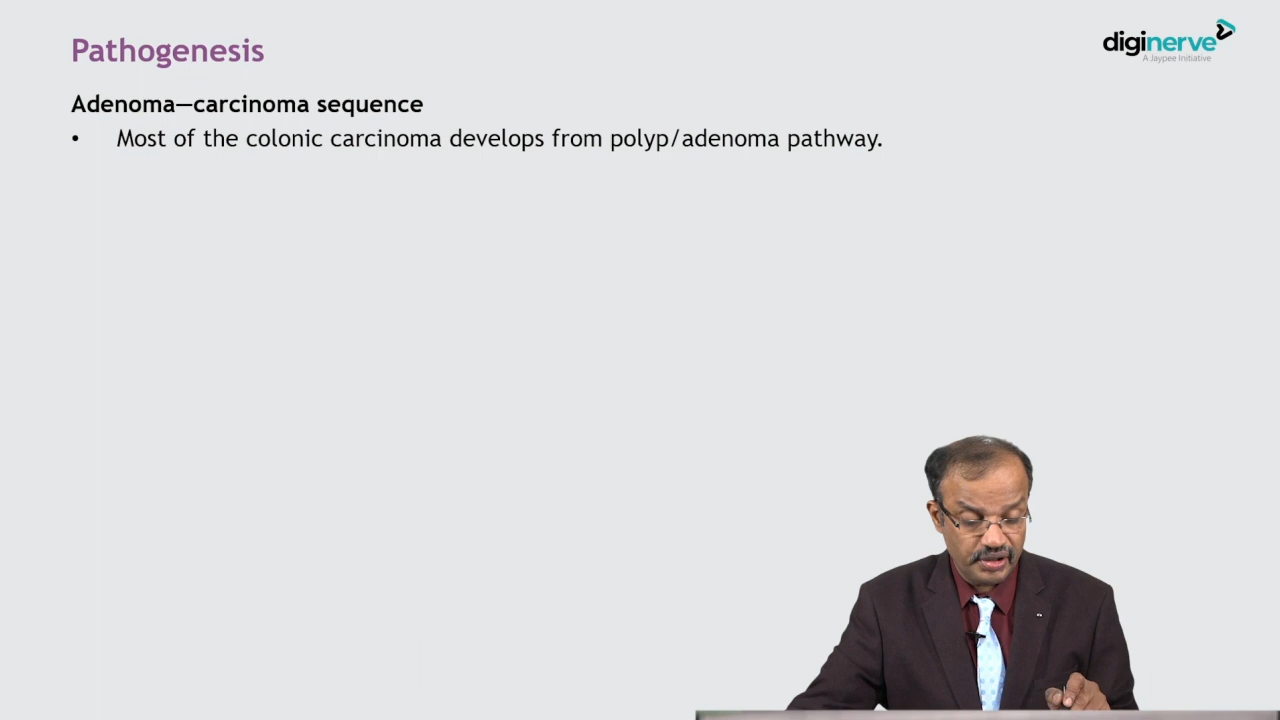 Pathogenesis
diginerve
A Jaypee Initiative
Adenoma—carcinoma sequence
• Most of the colonic carcinoma develops from polyp/adenoma pathway.